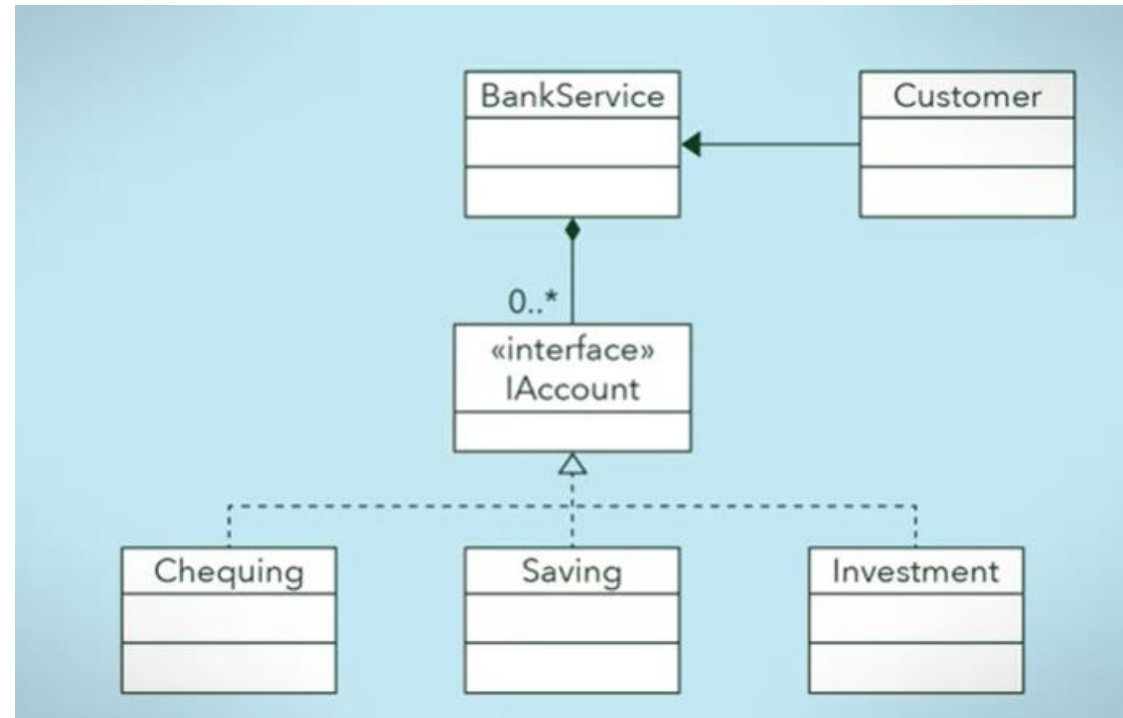 BankService
Customer
0..*
«interface»
IAccount
Chequing
Saving
Investment